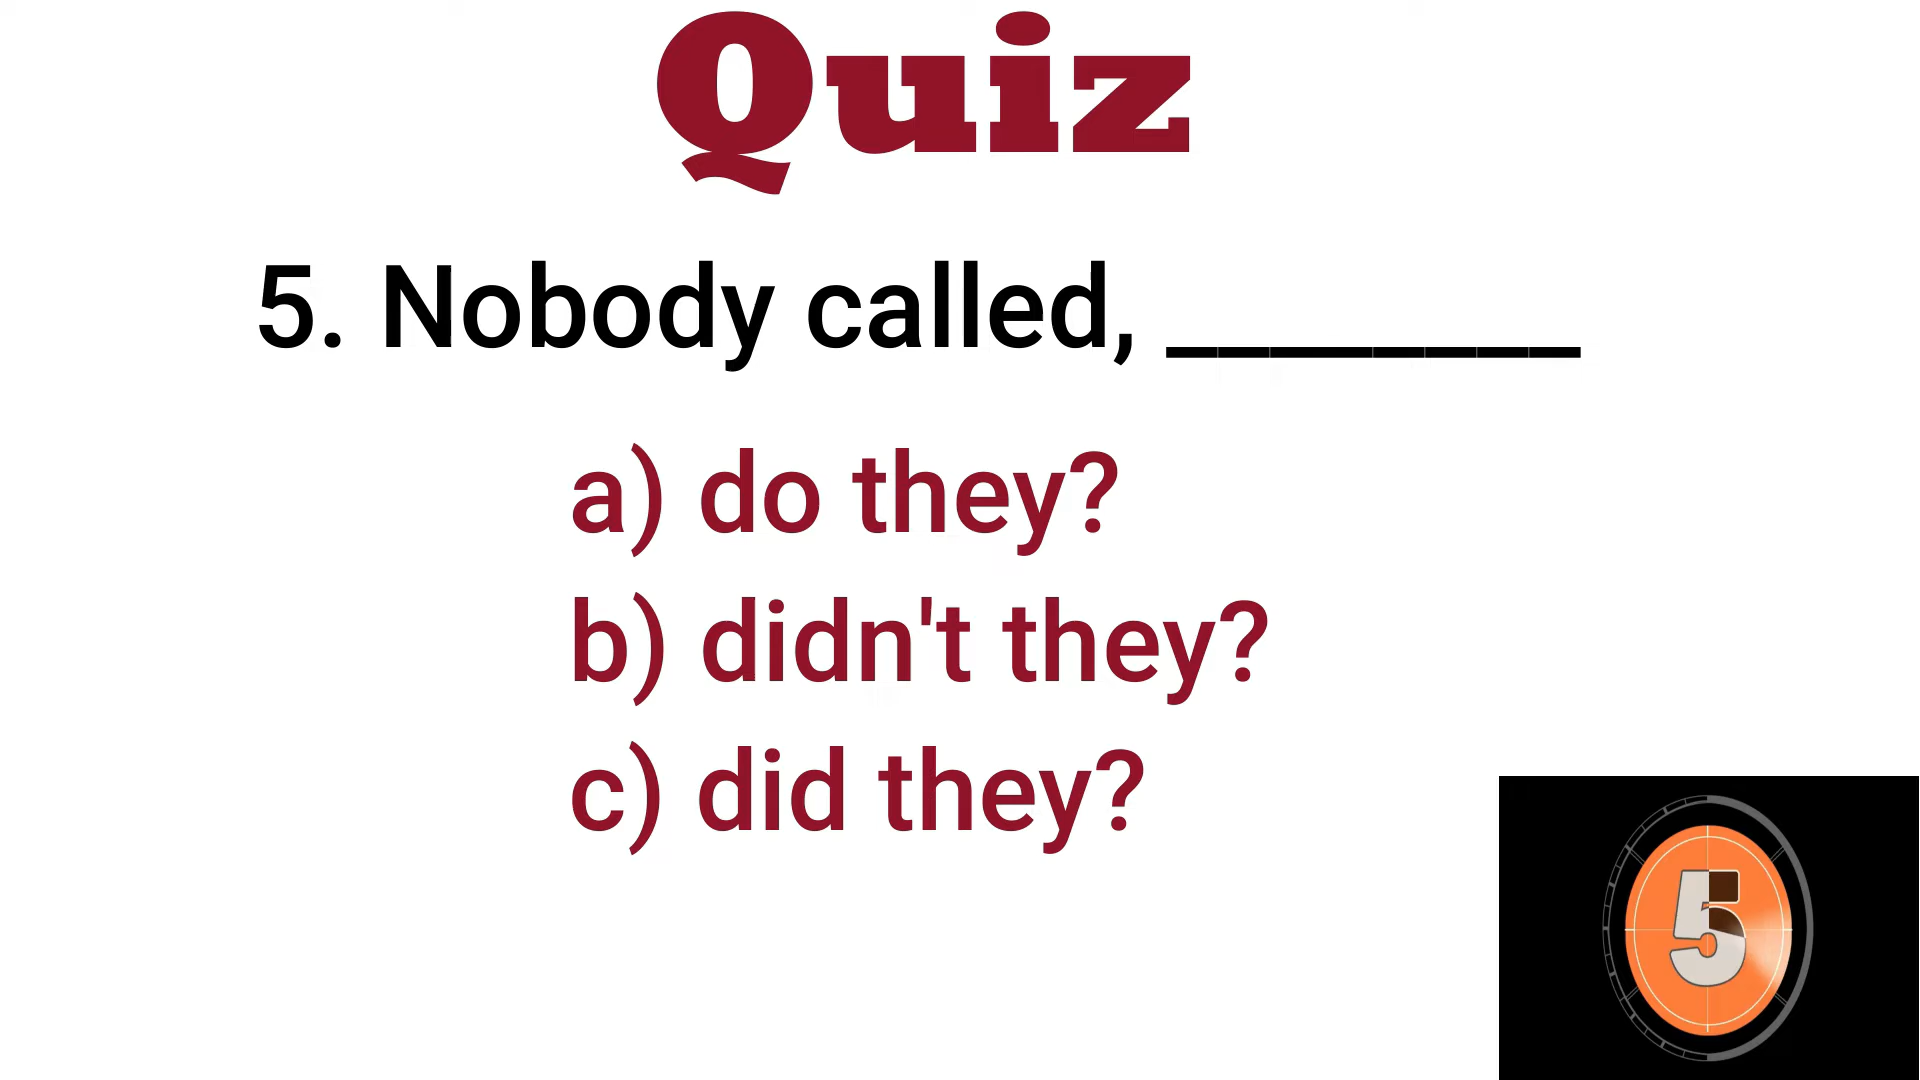 Quiz
5. Nobody called, ________
a) do they?
b) didn't they?
c) did they?
5